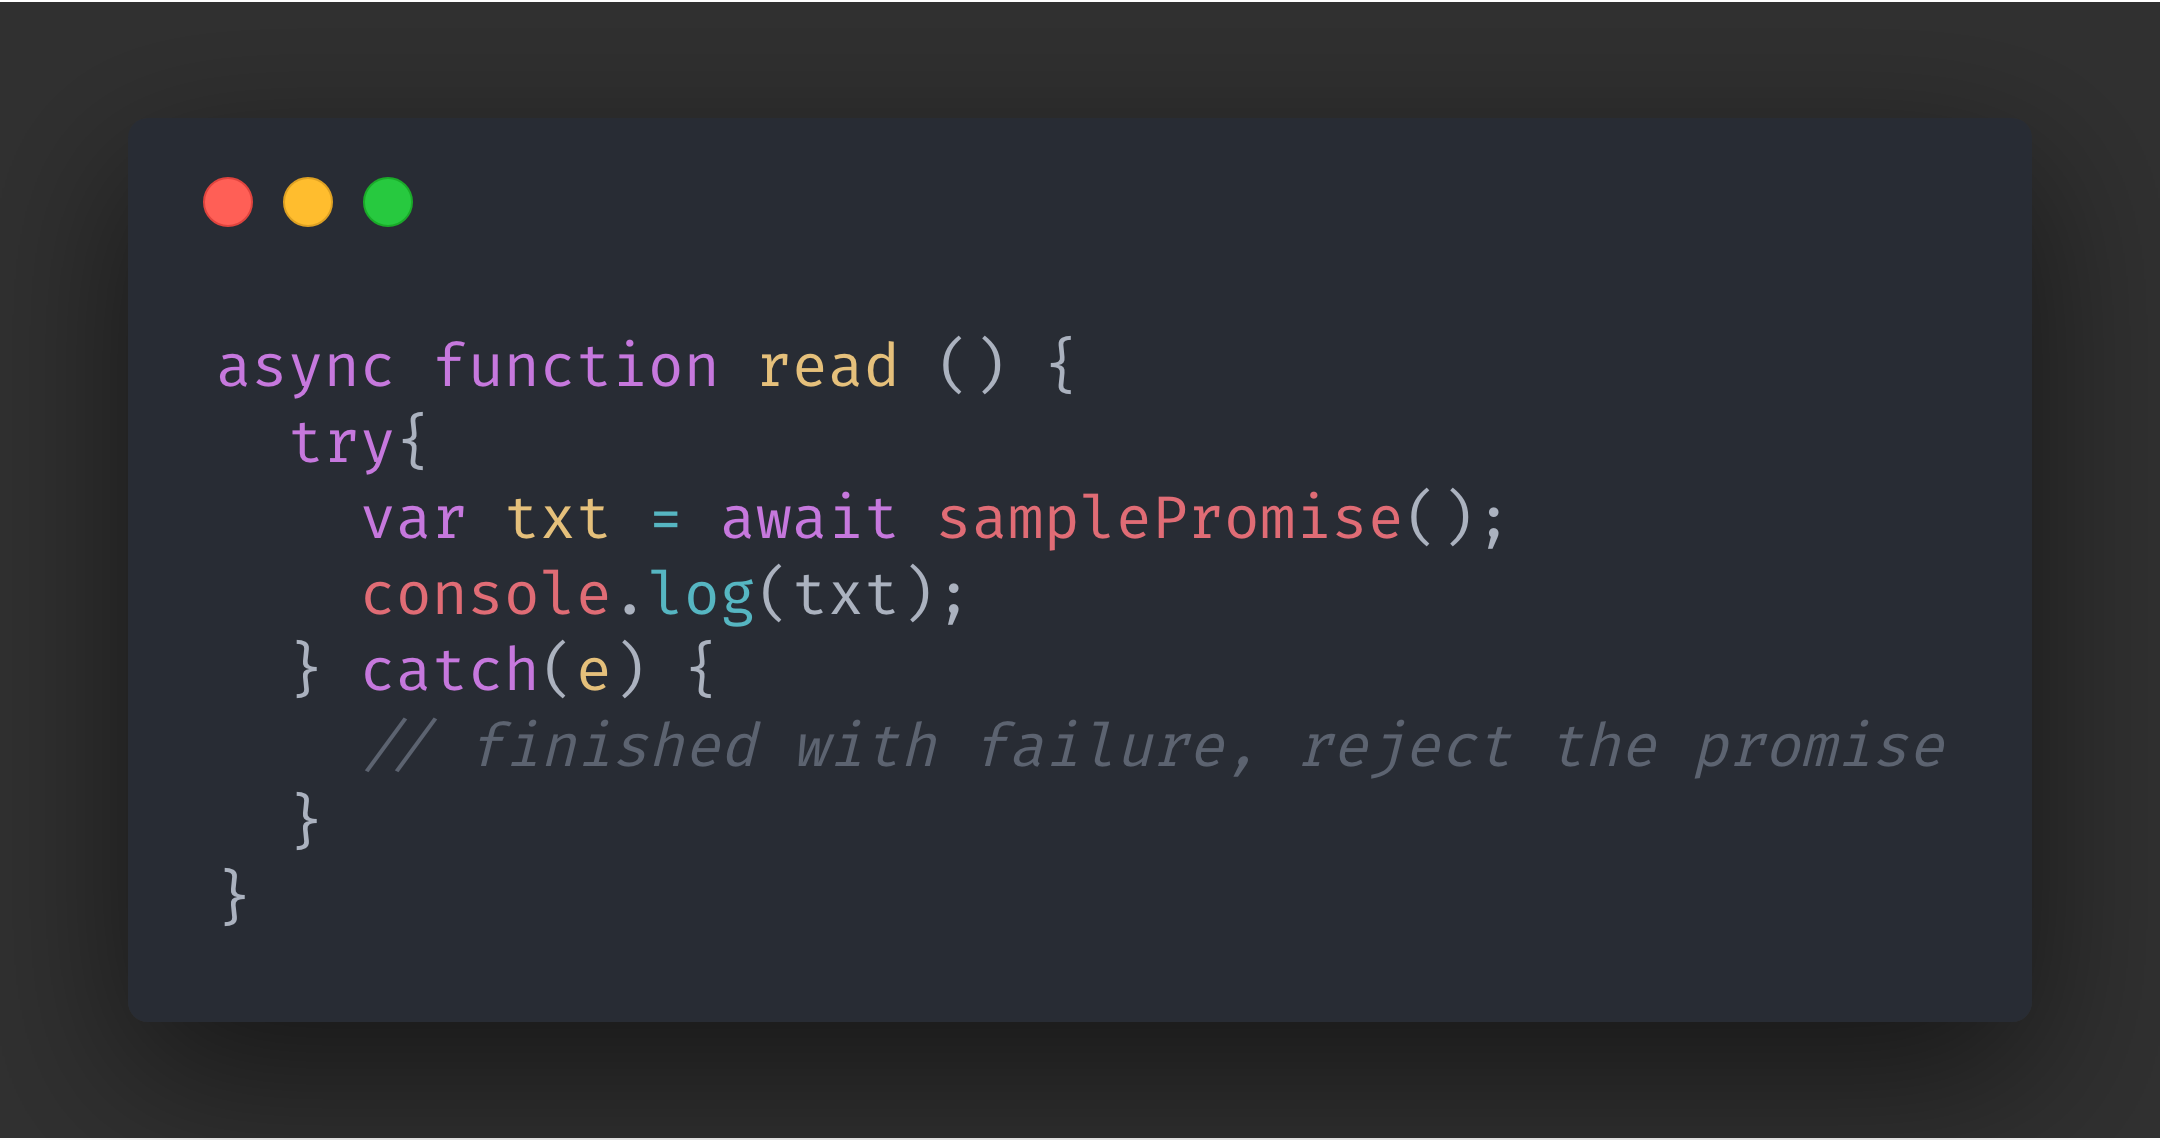 async function read () {
  try{
    var txt = await samplePromise();
    console.log(txt);
  } catch(e) {
    // finished with failure, reject the promise
  }
}